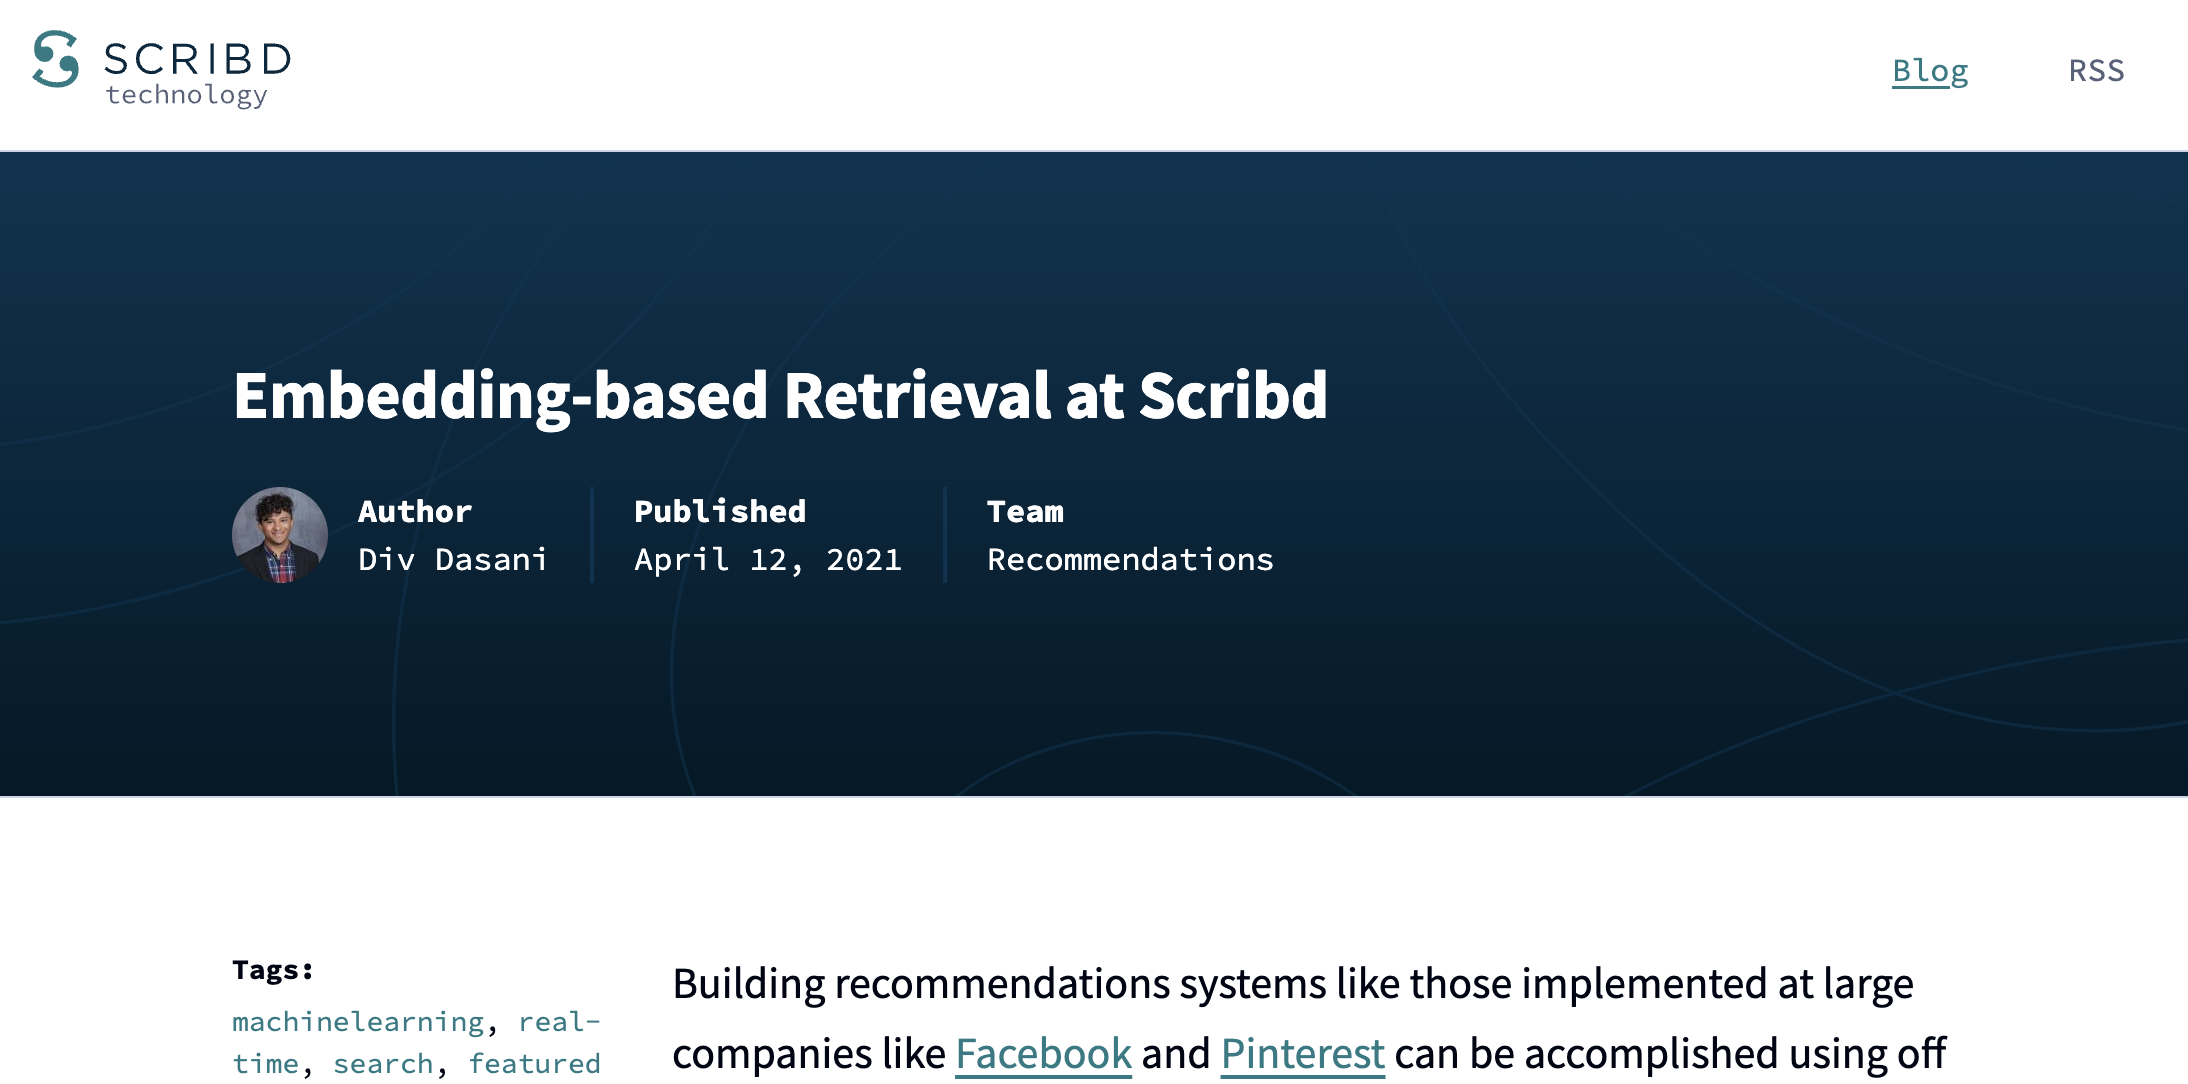 SCRIBD
technology
Blog
RSS
Embedding-based Retrieval at Scribd
Author
Div Dasani
Published
April 12, 2021
Team
Recommendations
Tags:
machinelearning, real-
time, search, featured
Building recommendations systems like those implemented at large
companies like Facebook and Pinterest can be accomplished using off